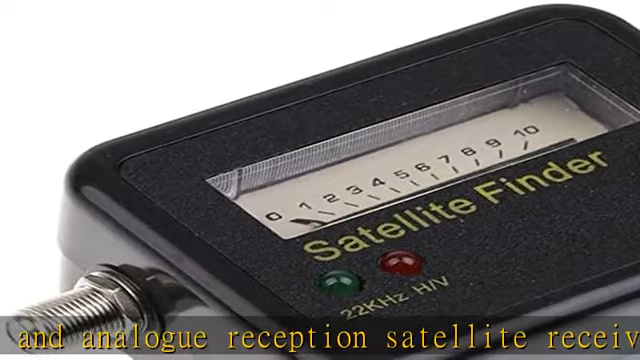 0 1 2 3 4 5 6 7 8 9 10
Satellite Finder
22KHz H/V
and analogue reception satellite receiv